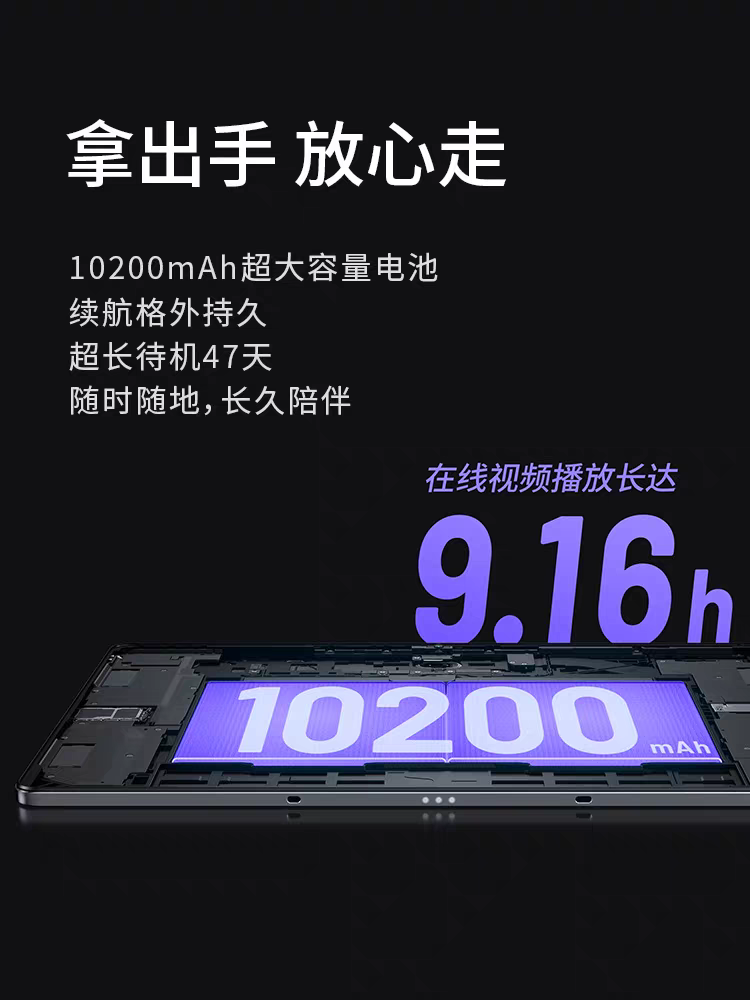 拿出手 放心走
10200mAh超大容量电池
续航格外持久
超长待机47天
随时随地，长久陪伴
在线视频播放长达
9.16h
10200
mAh